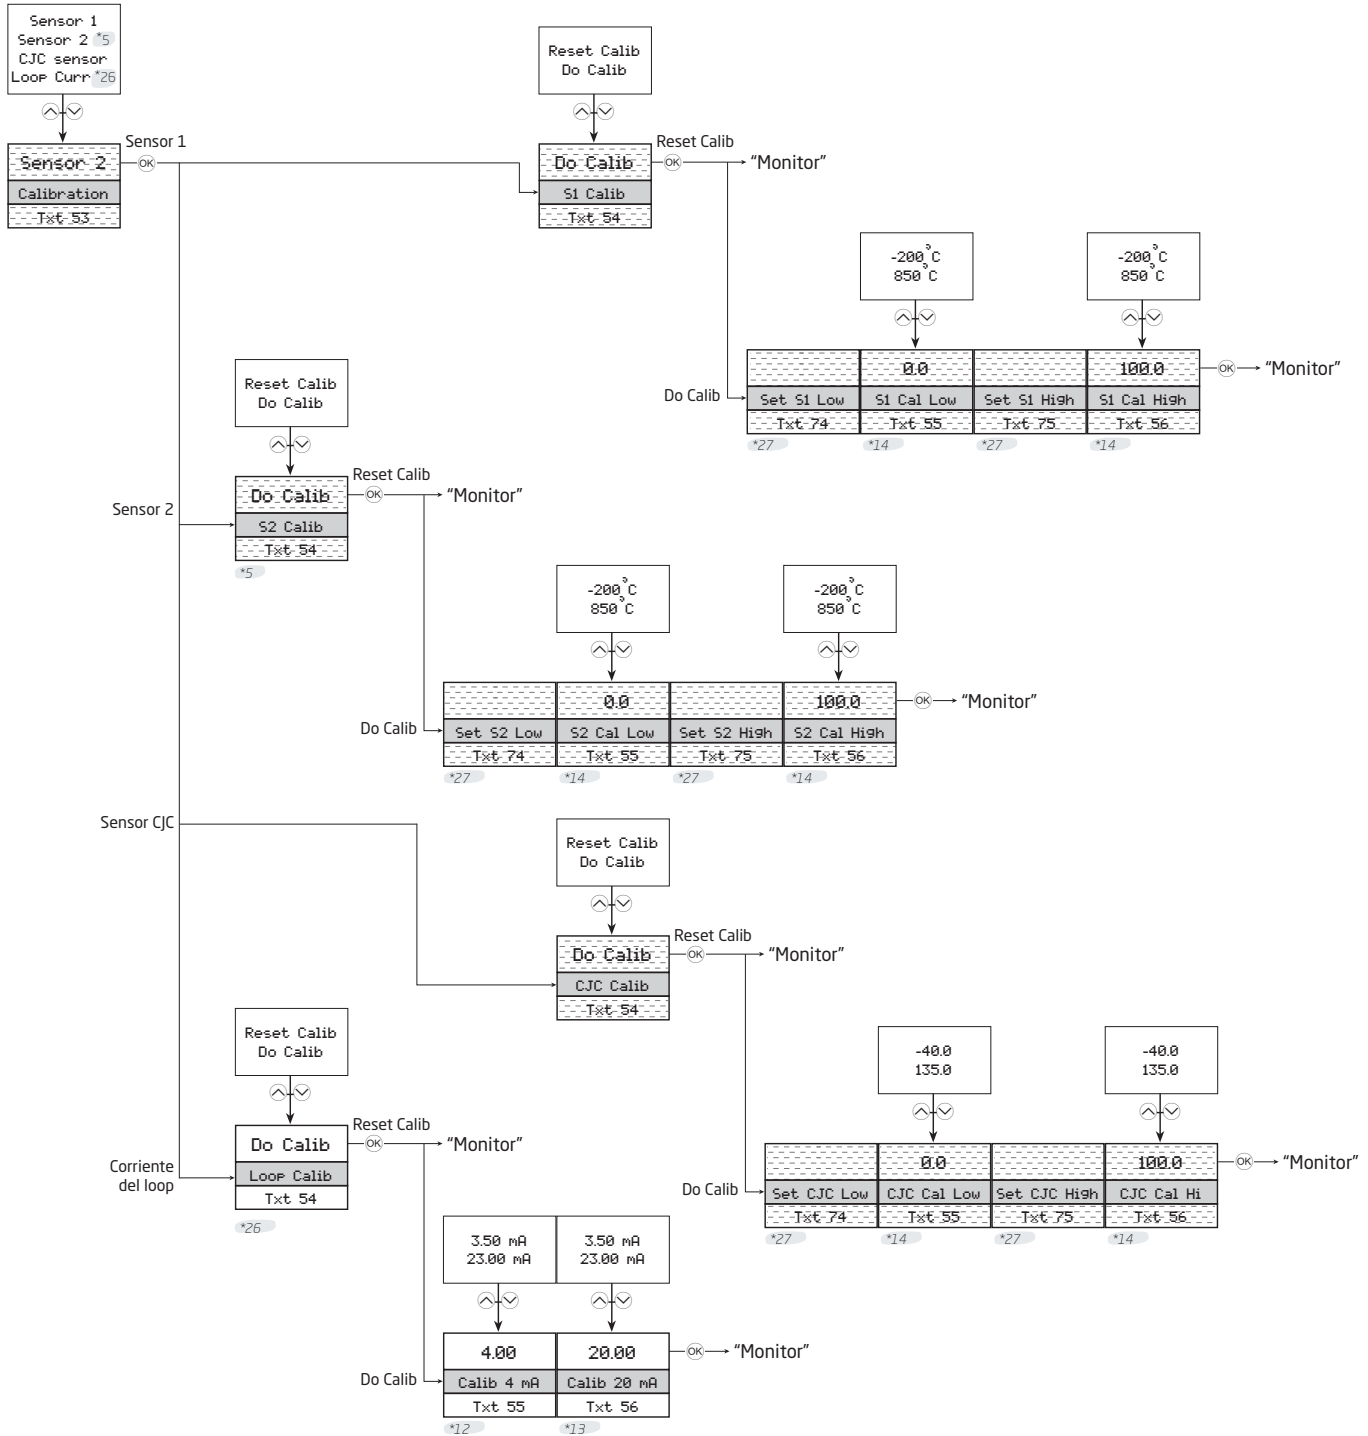 Sensor 1
Sensor 2 *5
CJC sensor
Loop Curr *26
Sensor 2
Calibration
Txt 53
OK
Sensor 1
Reset Calib
Do Calib
Do Calib
S1 Calib
Txt 54
Reset Calib
OK
"Monitor"
-200°C
850°C
-200°C
850°C
Do Calib
Set S1 Low
Txt 74
*27
0.0
S1 Cal Low
Txt 55
*14
Set S1 High
Txt 75
*27
100.0
S1 Cal High
Txt 56
*14
OK
"Monitor"
Sensor 2
Reset Calib
Do Calib
Do Calib
S2 Calib
Txt 54
*5
Reset Calib
OK
"Monitor"
-200°C
850°C
-200°C
850°C
Do Calib
Set S2 Low
Txt 74
*27
0.0
S2 Cal Low
Txt 55
*14
Set S2 High
Txt 75
*27
100.0
S2 Cal High
Txt 56
*14
OK
"Monitor"
Sensor CJC
Reset Calib
Do Calib
Do Calib
CJC Calib
Txt 54
Reset Calib
OK
"Monitor"
-40.0
135.0
-40.0
135.0
Do Calib
Set CJC Low
Txt 74
*27
0.0
CJC Cal Low
Txt 55
*14
Set CJC High
Txt 75
*27
100.0
CJC Cal Hi
Txt 56
*14
OK
"Monitor"
Corriente
del loop
Reset Calib
Do Calib
Do Calib
Loop Calib
Txt 54
*26
Reset Calib
OK
"Monitor"
3.50 mA
23.00 mA
3.50 mA
23.00 mA
Do Calib
4.00
Calib 4 mA
Txt 55
*12
20.00
Calib 20 mA
Txt 56
*13
OK
"Monitor"